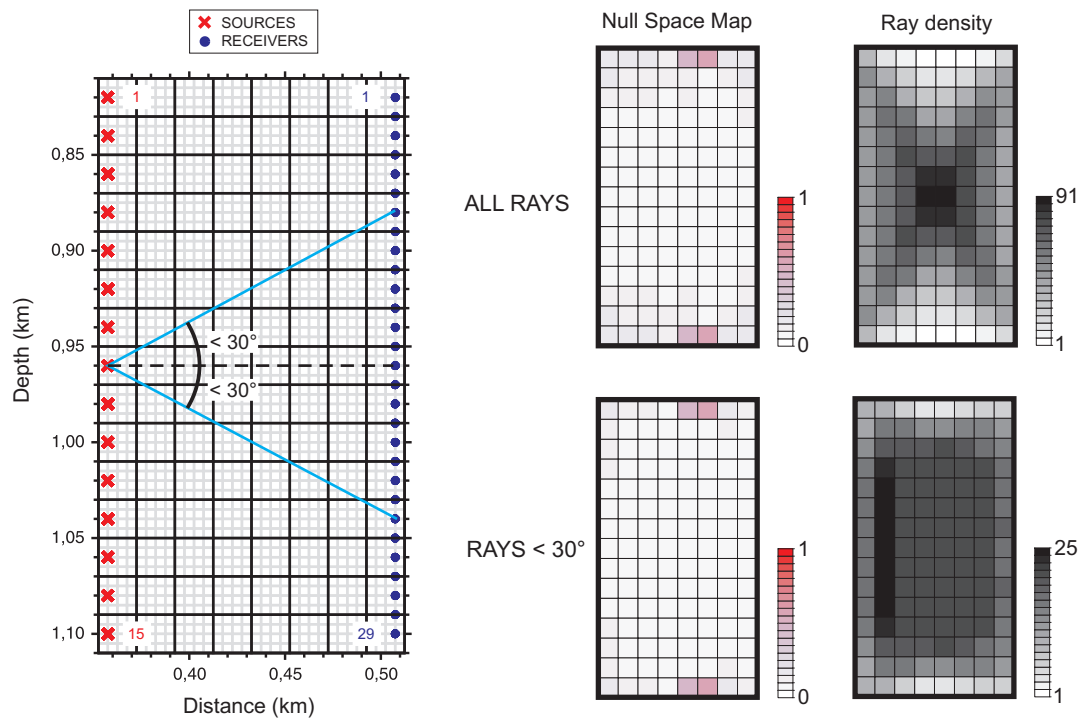 SOURCES
RECEIVERS
Null Space Map
Ray density
1
1
0,85
0,90
0,95
1,00
1,05
1,10
Depth (km)
< 30°
< 30°
15
29
0,40
0,45
0,50
Distance (km)
ALL RAYS
1
0
91
1
RAYS < 30°
1
0
25
1